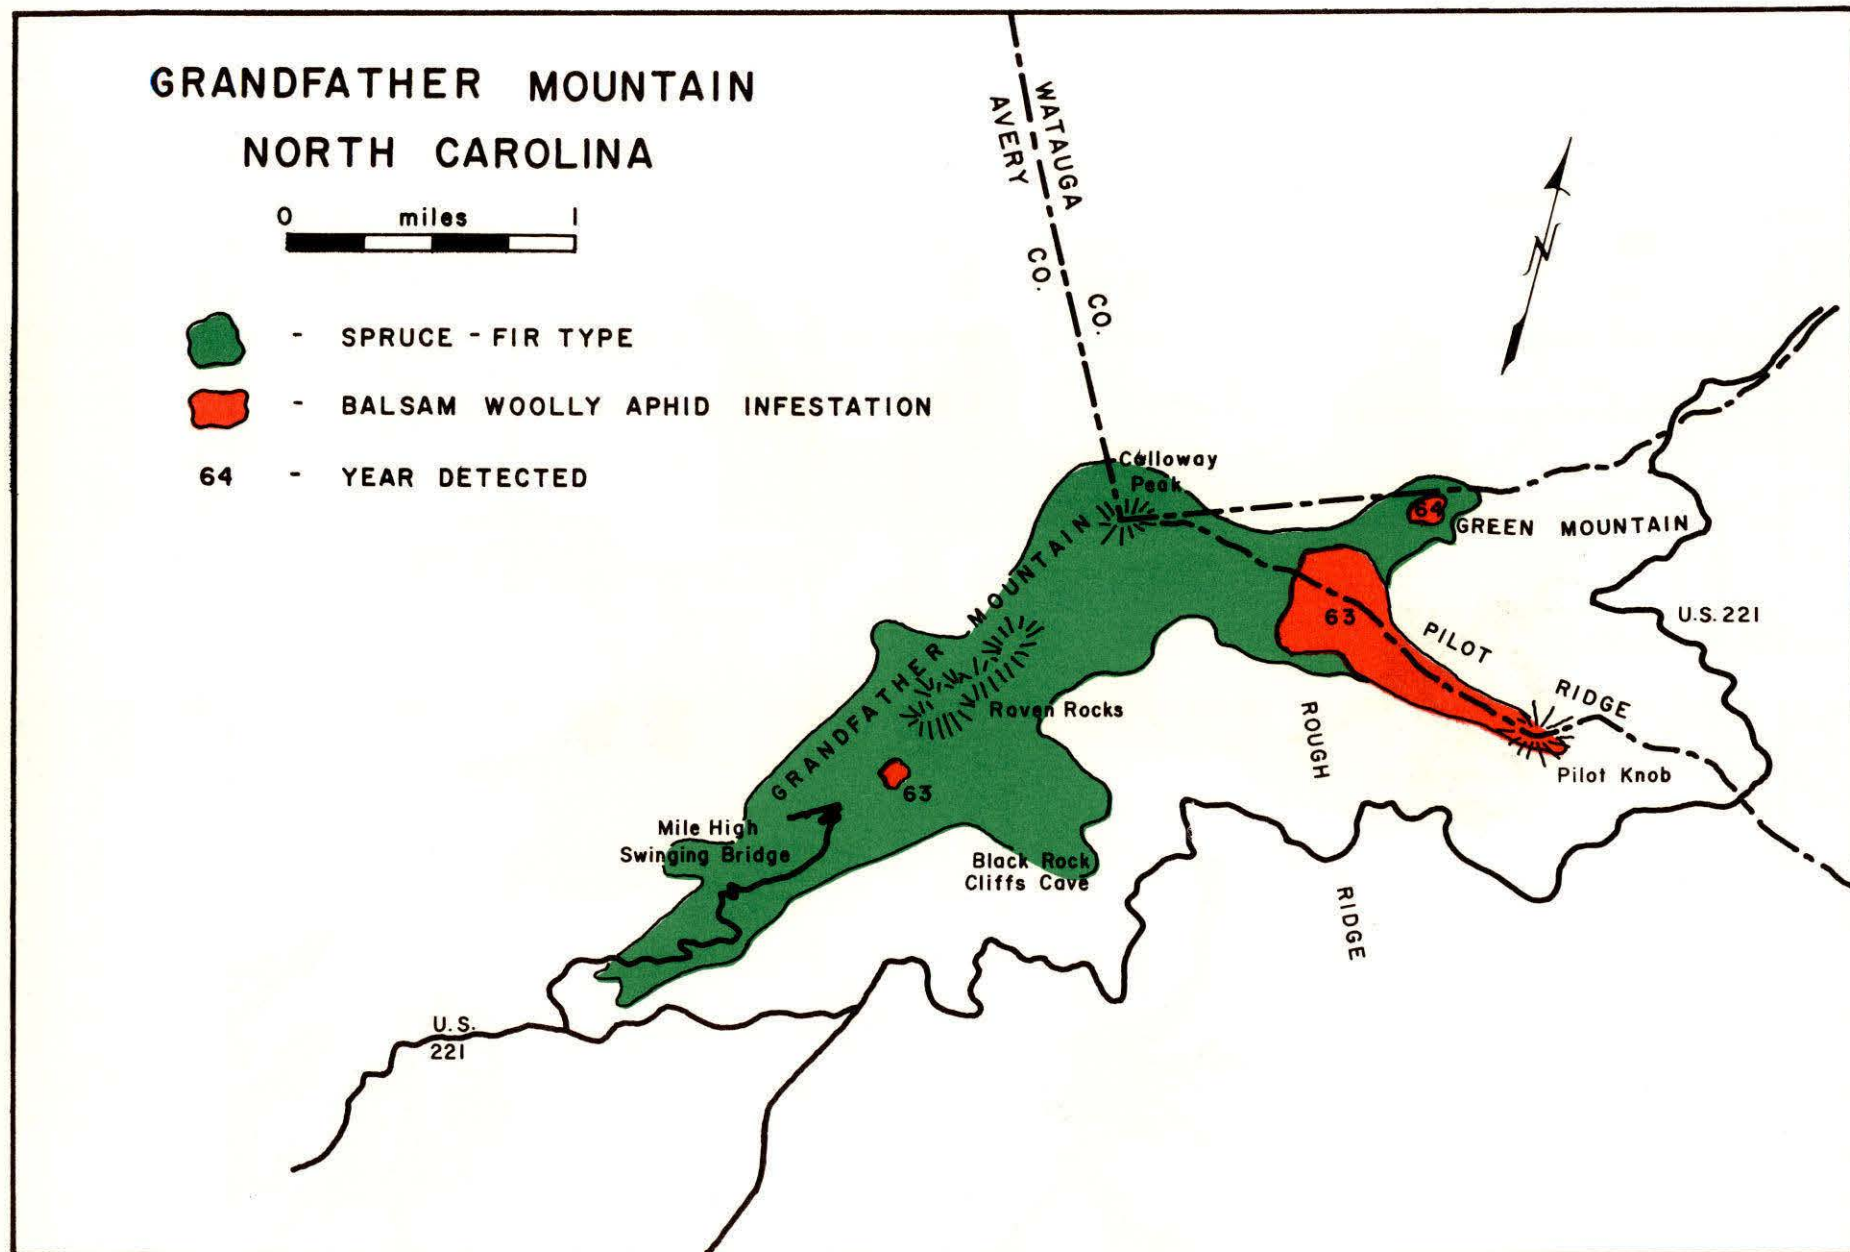 GRANDFATHER MOUNTAIN
NORTH CAROLINA
0 miles 1
- SPRUCE - FIR TYPE
- BALSAM WOOLLY APHID INFESTATION
64 - YEAR DETECTED
WATAUGA CO.
AVERY CO.
N
Calloway
Peak
64
GREEN MOUNTAIN
GRANDFATHER MOUNTAIN
63
PILOT RIDGE
U.S. 221
Raven Rocks
ROUGH RIDGE
Pilot Knob
63
Mile High
Swinging Bridge
Black Rock
Cliffs Cave
U.S.
221